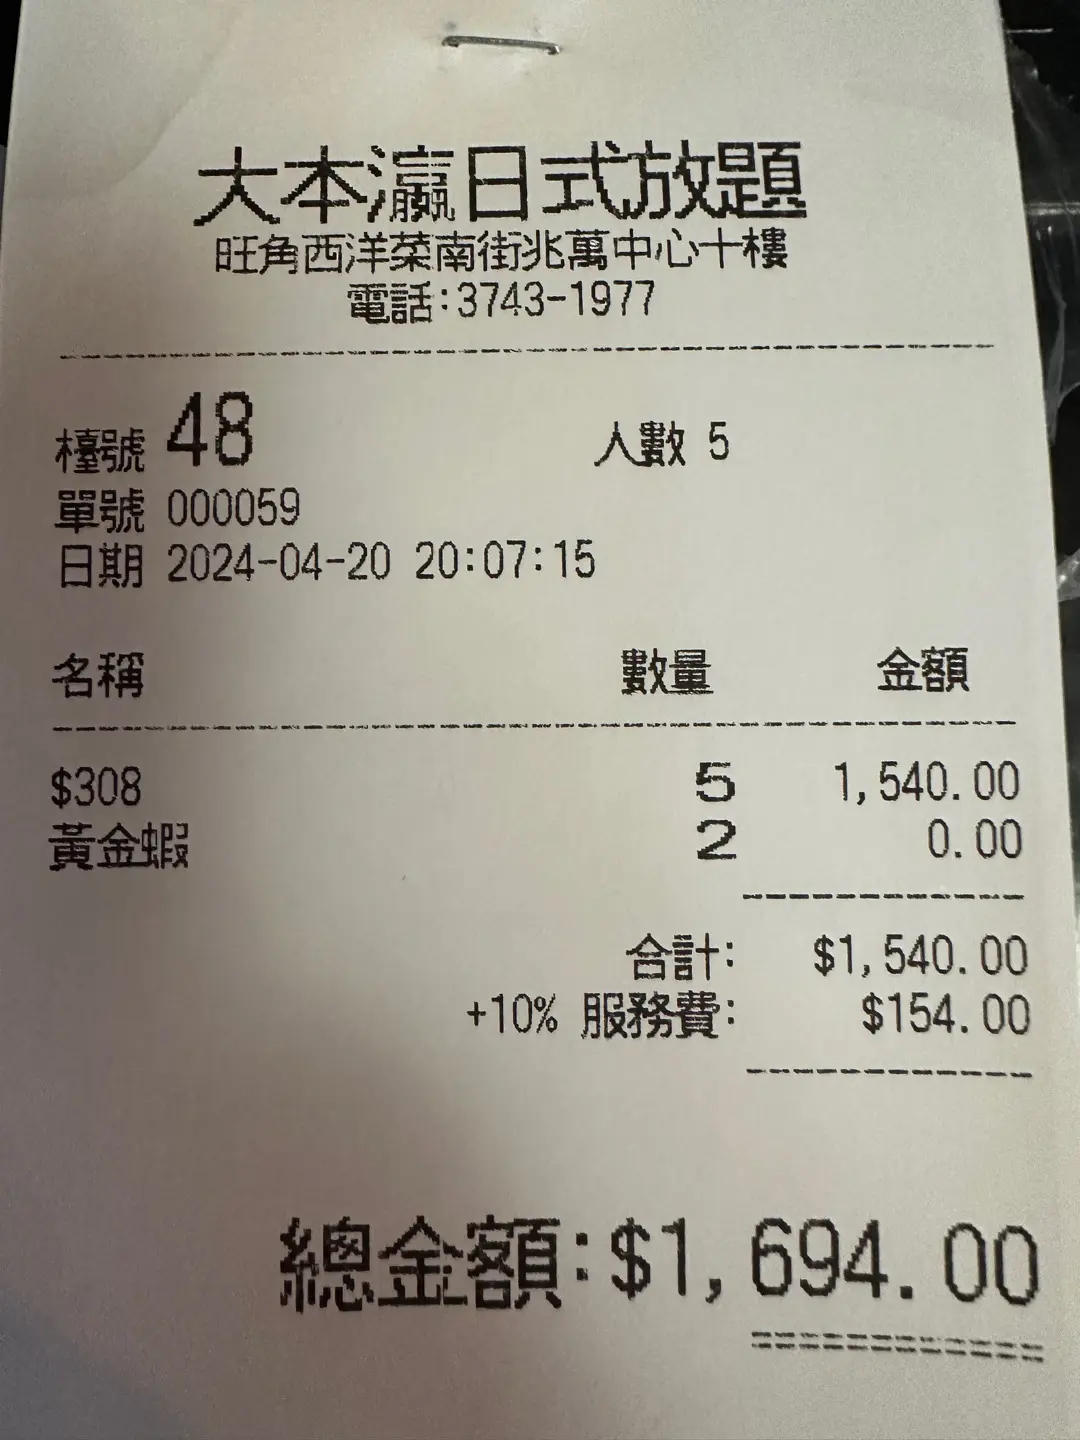 大本瀛日式放題
旺角西洋菜南街兆萬中心十樓
電話:3743-1977
檯號 48 人數 5
單號 000059
日期 2024-04-20 20:07:15
名稱 數量 金額
$308 5 1,540.00
黃金蝦 2 0.00
合計: $1,540.00
+10% 服務費: $154.00
總金額:$1,694.00